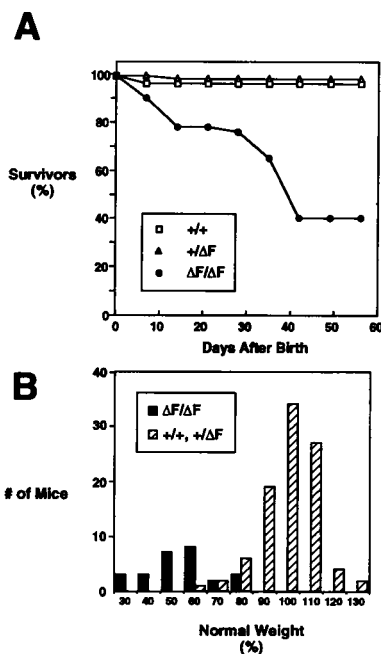 A
100
80
60
40
20
0
Survivors
(%)
+/+
+/ΔF
ΔF/ΔF
0 10 20 30 40 50 60
Days After Birth
B
40
30
20
10
0
# of Mice
ΔF/ΔF
+/+, +/ΔF
30 40 50 60 70 80 90 100 110 120 130
Normal Weight
(%)